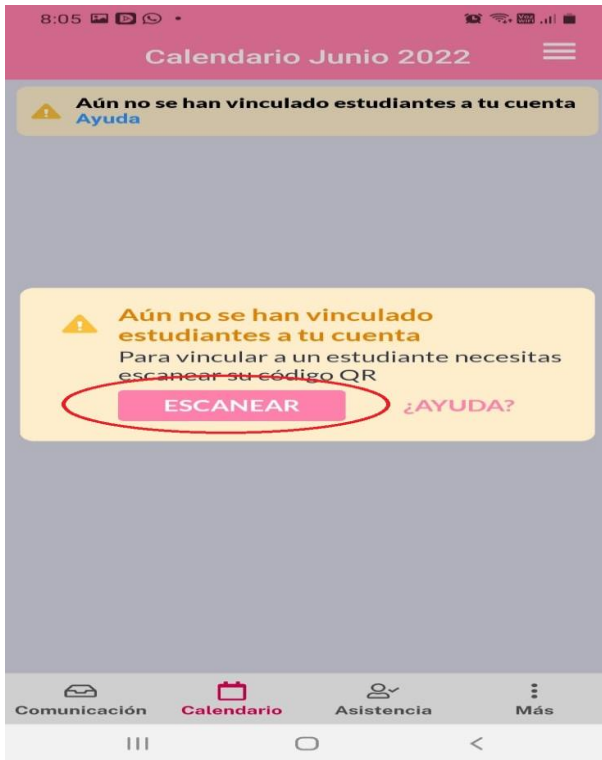 8:05
Calendario Junio 2022
Aún no se han vinculado estudiantes a tu cuenta
Ayuda
Aún no se han vinculado
estudiantes a tu cuenta
Para vincular a un estudiante necesitas
escanear su código QR
ESCANEAR
¿AYUDA?
Comunicación
Calendario
Asistencia
Más